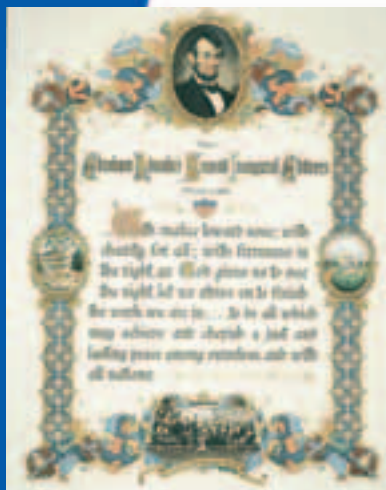 Abraham Lincoln's Second Inaugural Address
With malice toward none; with
charity for all; with firmness in
the right, as God gives us to see
the right, let us strive on to finish
the work we are in... to do all which
may achieve and cherish a just and
lasting peace among ourselves, and with
all nations